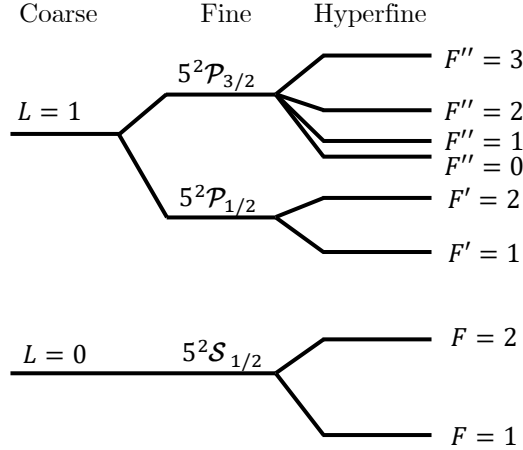 Coarse Fine Hyperfine
F'' = 3
5²𝒫₃/₂
F'' = 2
L = 1
F'' = 1
F'' = 0
F' = 2
5²𝒫₁/₂
F' = 1
F = 2
L = 0 5²𝒮₁/₂
F = 1